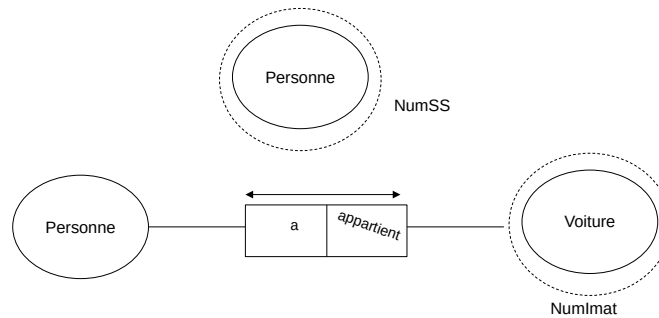 Personne
NumSS
Personne
a
appartient
Voiture
NumImat